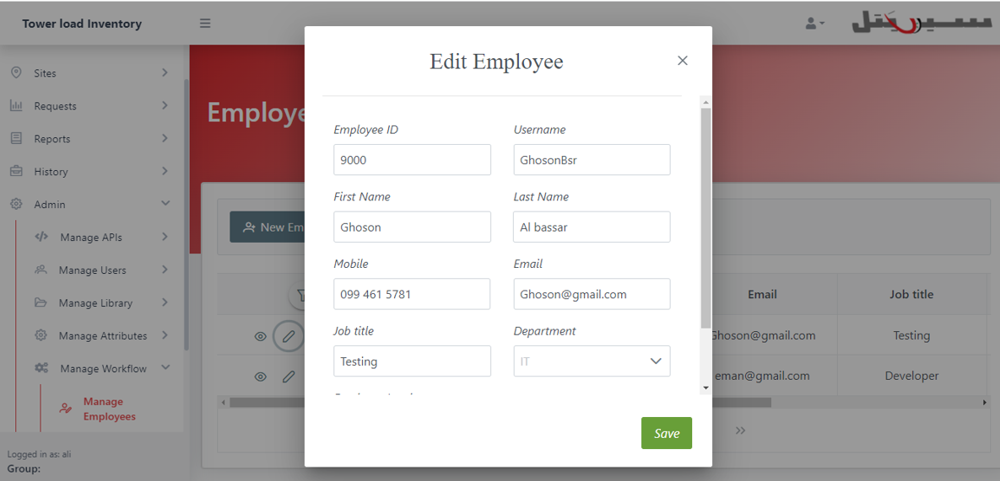 Tower load Inventory
سيريتل
Sites
Requests
Reports
History
Admin
Manage APIs
Manage Users
Manage Library
Manage Attributes
Manage Workflow
Manage
Employees
Logged in as: ali
Group:
Employe
New Em
Edit Employee
Employee ID
Username
9000
GhosonBsr
First Name
Last Name
Ghoson
Al bassar
Mobile
Email
099 461 5781
Ghoson@gmail.com
Job title
Department
Testing
IT
Save
Email
Job title
Ghoson@gmail.com
Testing
eman@gmail.com
Developer